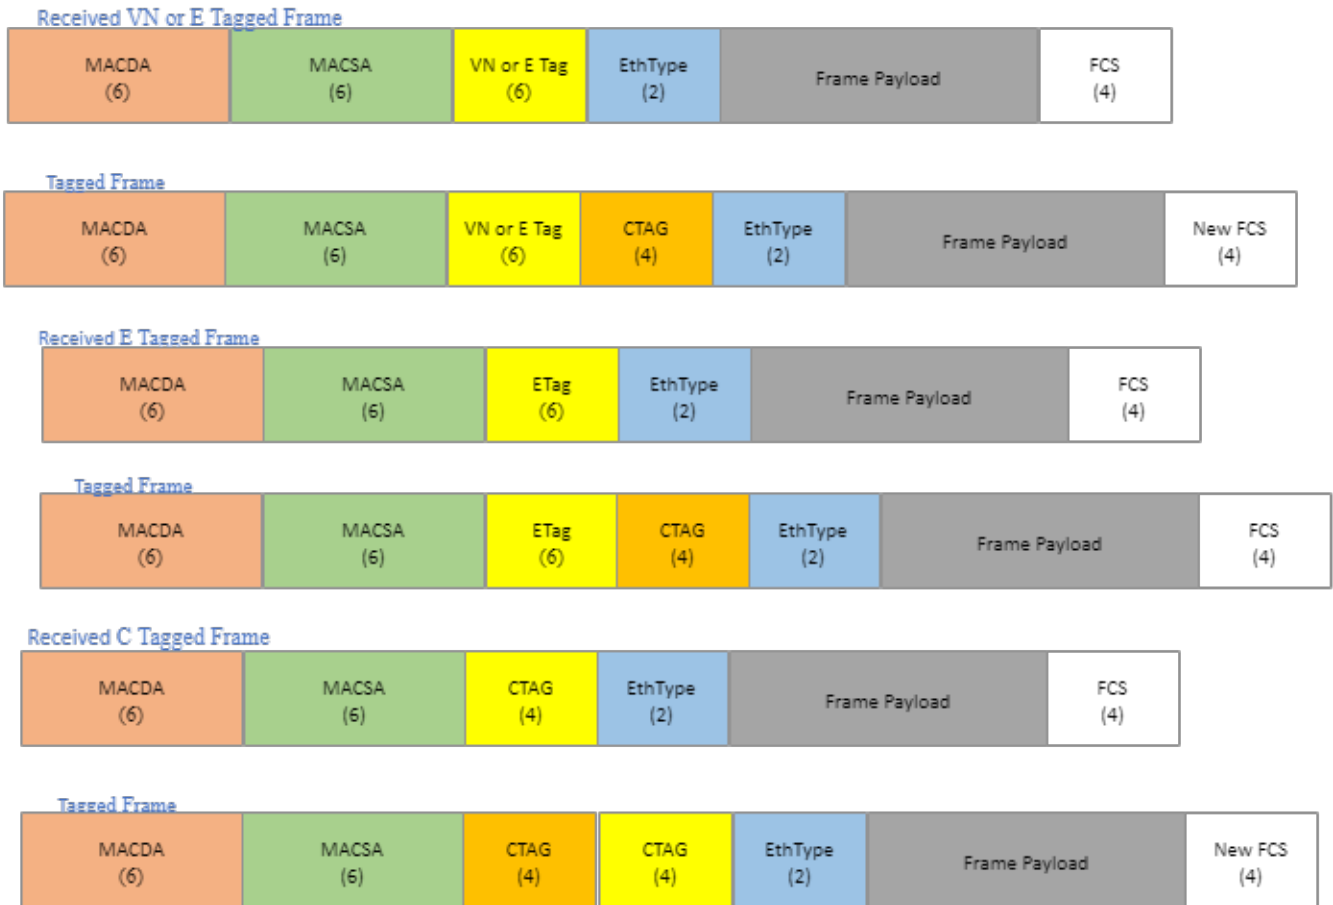 Received VN or E Tagged Frame
MACDA MACSA VN or E Tag EthType Frame Payload FCS
(6) (6) (6) (2) (4)
Tagged Frame
MACDA MACSA VN or E Tag CTAG EthType Frame Payload New FCS
(6) (6) (6) (4) (2) (4)
Received E Tagged Frame
MACDA MACSA ETag EthType Frame Payload FCS
(6) (6) (6) (2) (4)
Tagged Frame
MACDA MACSA ETag CTAG EthType Frame Payload FCS
(6) (6) (6) (4) (2) (4)
Received C Tagged Frame
MACDA MACSA CTAG EthType Frame Payload FCS
(6) (6) (4) (2) (4)
Tagged Frame
MACDA MACSA CTAG CTAG EthType Frame Payload New FCS
(6) (6) (4) (4) (2) (4)